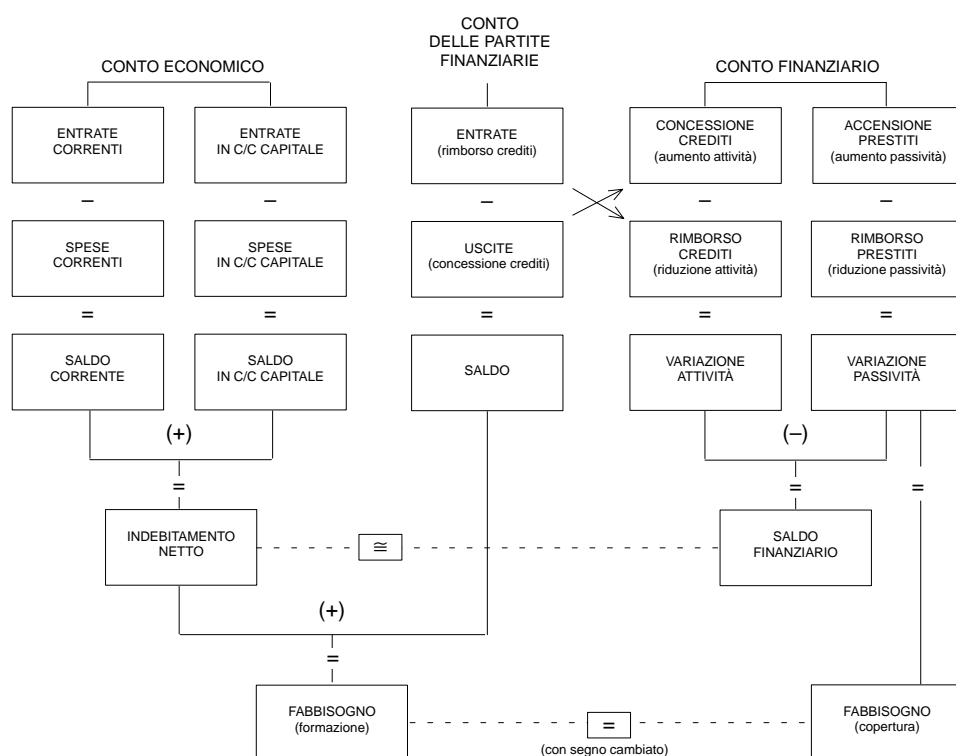 CONTO
DELLE PARTITE
FINANZIARIE
CONTO ECONOMICO
CONTO FINANZIARIO
ENTRATE
CORRENTI
ENTRATE
IN C/C CAPITALE
ENTRATE
(rimborso crediti)
CONCESSIONE
CREDITI
(aumento attività)
ACCENSIONE
PRESTITI
(aumento passività)
–
–
–
–
–
SPESE
CORRENTI
SPESE
IN C/C CAPITALE
USCITE
(concessione crediti)
RIMBORSO
CREDITI
(riduzione attività)
RIMBORSO
PRESTITI
(riduzione passività)
=
=
=
=
=
SALDO
CORRENTE
SALDO
IN C/C CAPITALE
SALDO
VARIAZIONE
ATTIVITÀ
VARIAZIONE
PASSIVITÀ
(+)
(–)
=
=
=
INDEBITAMENTO
NETTO
≅
SALDO
FINANZIARIO
(+)
=
FABBISOGNO
(formazione)
=
(con segno cambiato)
FABBISOGNO
(copertura)